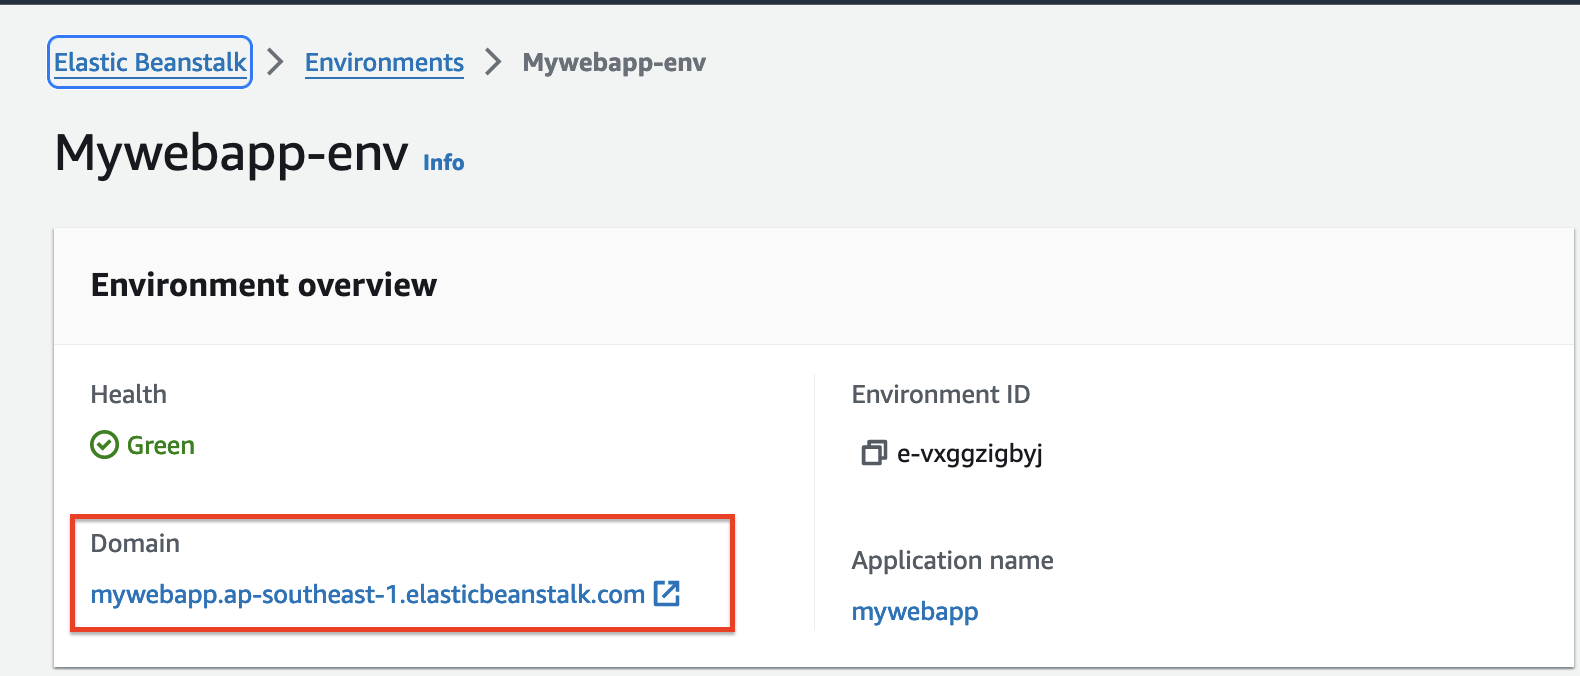 Elastic Beanstalk > Environments > Mywebapp-env
Mywebapp-env Info
Environment overview
Health
Green
Domain
mywebapp.ap-southeast-1.elasticbeanstalk.com
Environment ID
e-vxggzigbyj
Application name
mywebapp